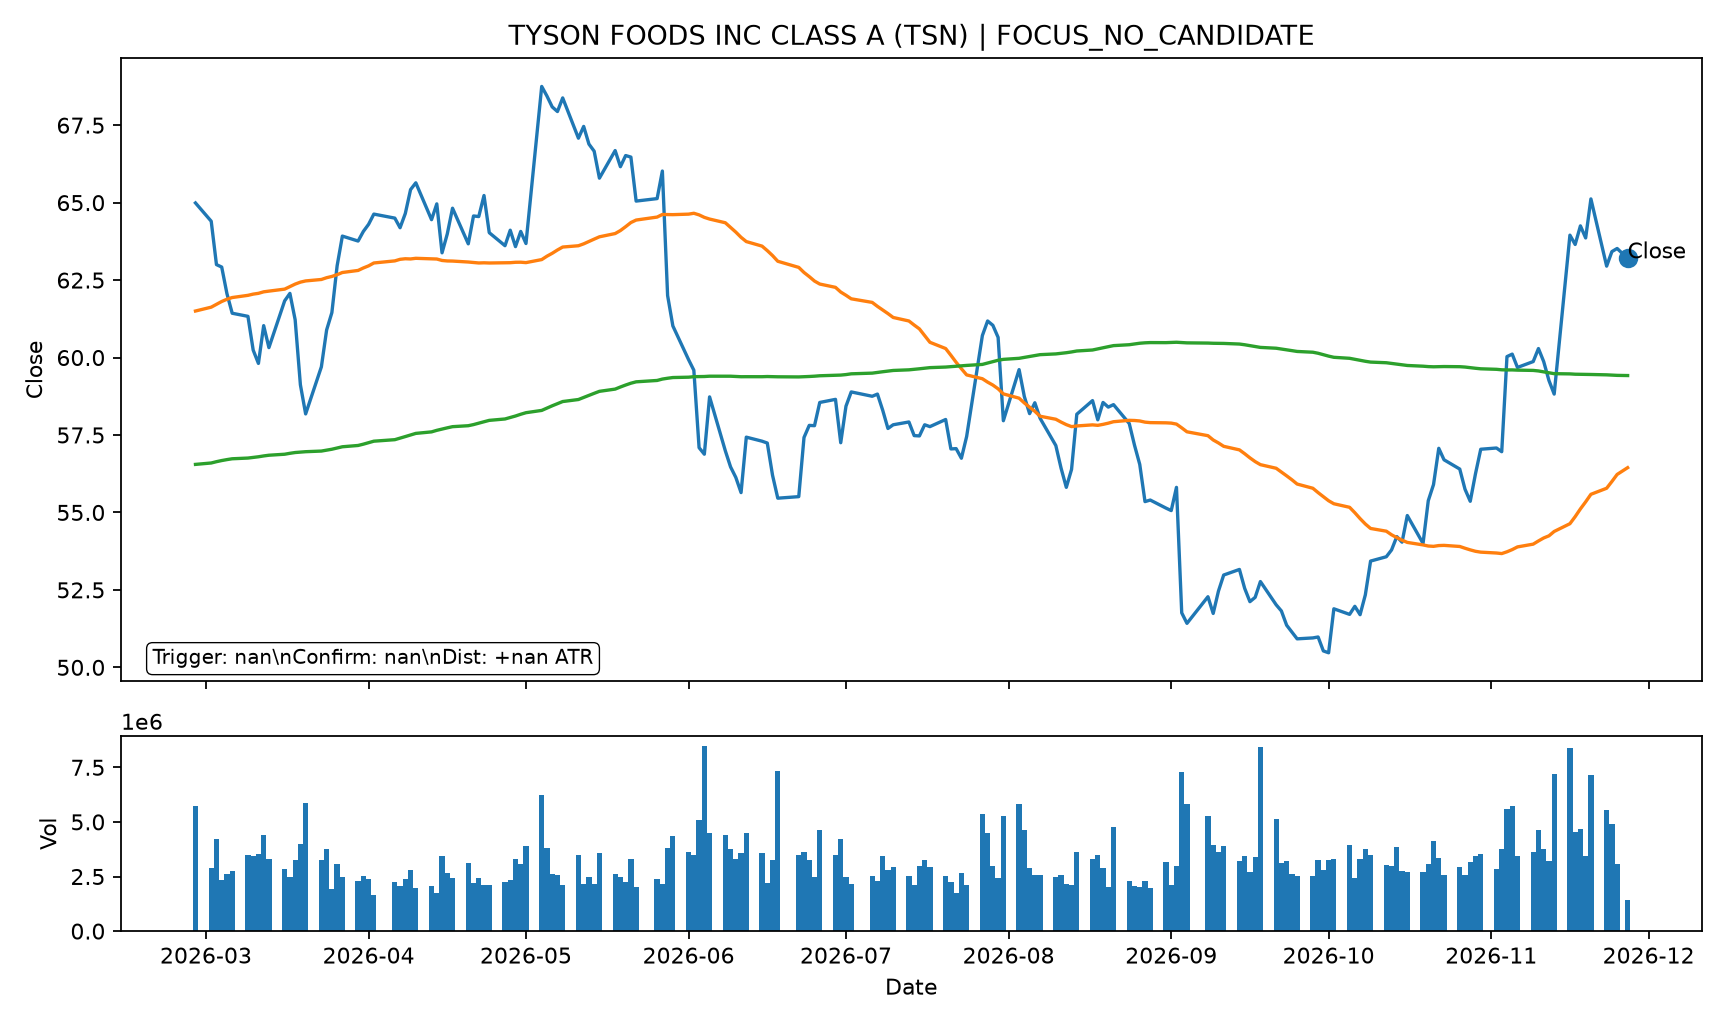 TYSON FOODS INC CLASS A (TSN) | FOCUS_NO_CANDIDATE
Close
67.5
65.0
62.5
60.0
57.5
55.0
52.5
50.0
Close
Trigger: nan\nConfirm: nan\nDist: +nan ATR
1e6
Vol
7.5
5.0
2.5
0.0
2026-03 2026-04 2026-05 2026-06 2026-07 2026-08 2026-09 2026-10 2026-11 2026-12
Date